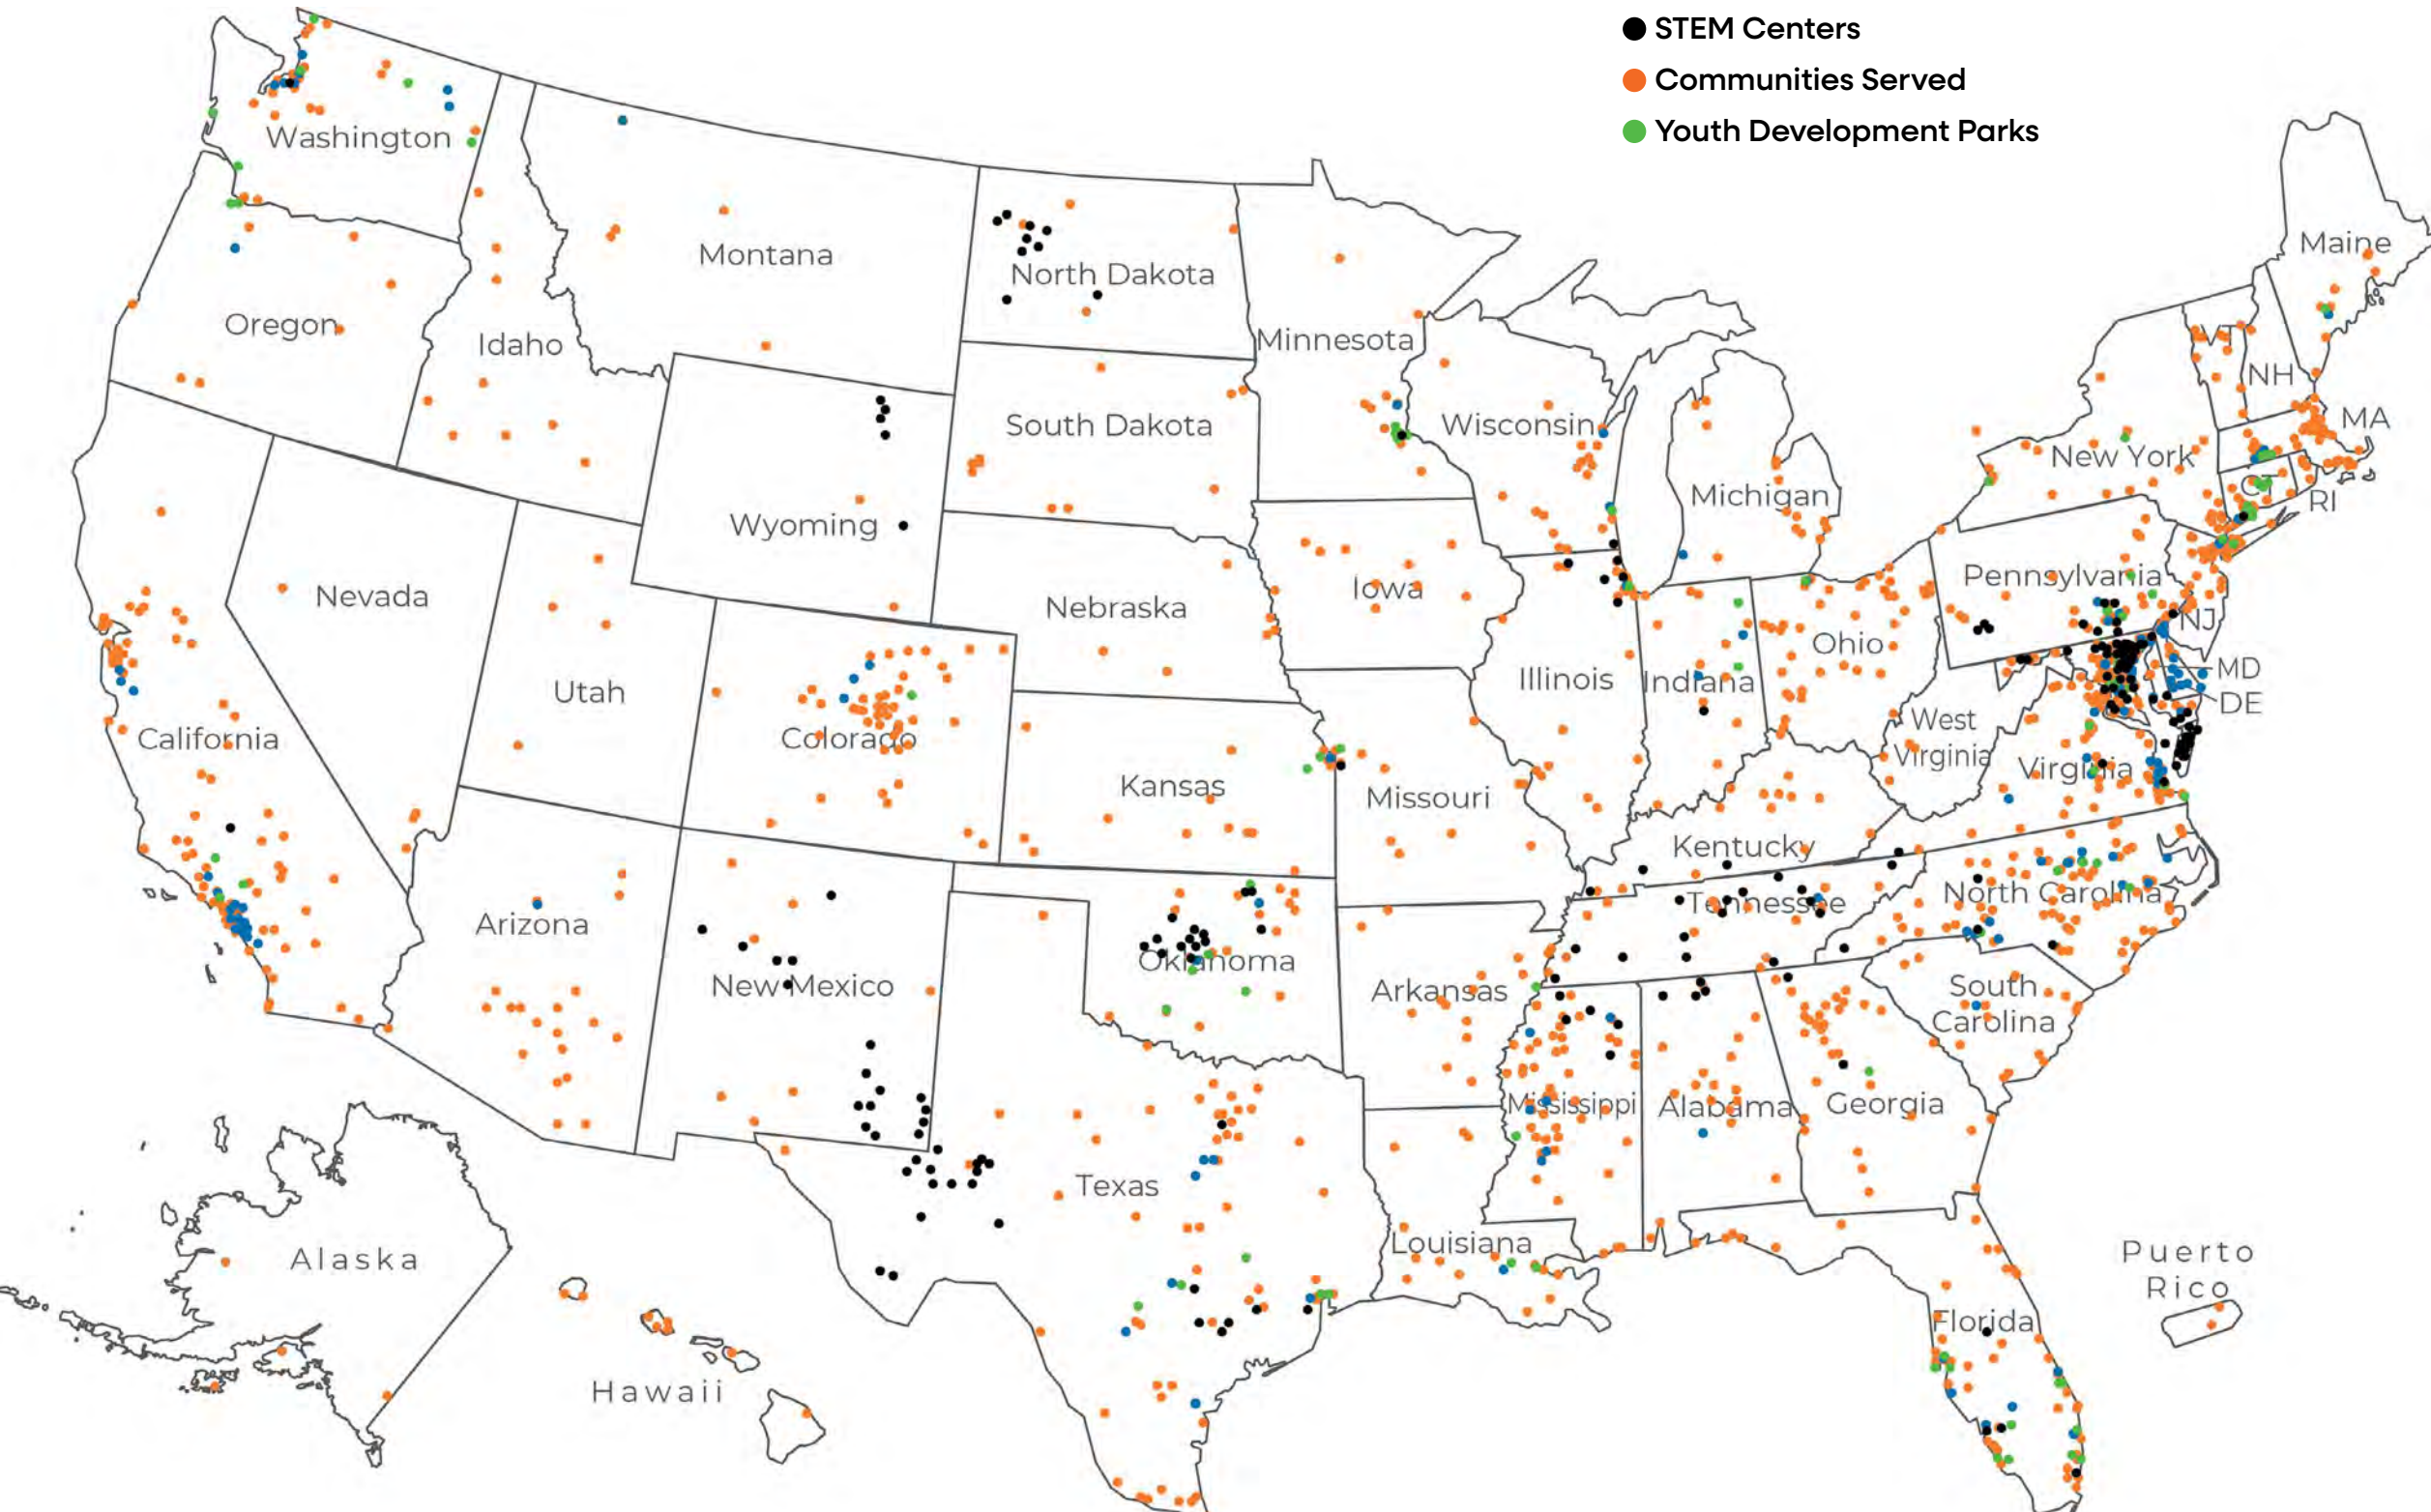 STEM Centers
Communities Served
Youth Development Parks
Washington
Montana
North Dakota
Minnesota
Maine
Oregon
Idaho
VT
NH
Wyoming
South Dakota
Wisconsin
Michigan
New York
MA
CT
RI
Nevada
Utah
Nebraska
Iowa
Pennsylvania
NJ
Ohio
Illinois
Indiana
MD
DE
California
Colorado
Kansas
Missouri
West
Virginia
Virginia
Kentucky
Arizona
New Mexico
Oklahoma
Arkansas
Tennessee
North Carolina
South
Carolina
Mississippi
Alabama
Georgia
Texas
Louisiana
Alaska
Hawaii
Florida
Puerto
Rico